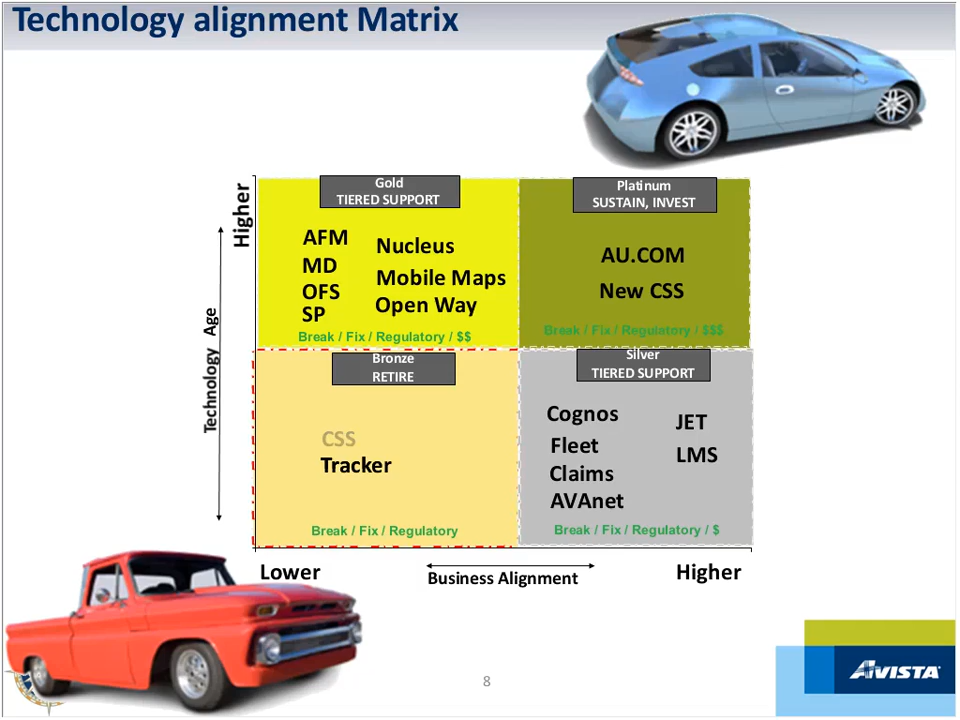 Technology alignment Matrix
Higher
Technology Age
Gold
TIERED SUPPORT
AFM
MD
OFS
SP
Nucleus
Mobile Maps
Open Way
Break / Fix / Regulatory / $$
Platinum
SUSTAIN, INVEST
AU.COM
New CSS
Break / Fix / Regulatory / $$$
Bronze
RETIRE
CSS
Tracker
Break / Fix / Regulatory
Silver
TIERED SUPPORT
Cognos
Fleet
Claims
AVAnet
JET
LMS
Break / Fix / Regulatory / $
Lower
Business Alignment
Higher
8
AVISTA